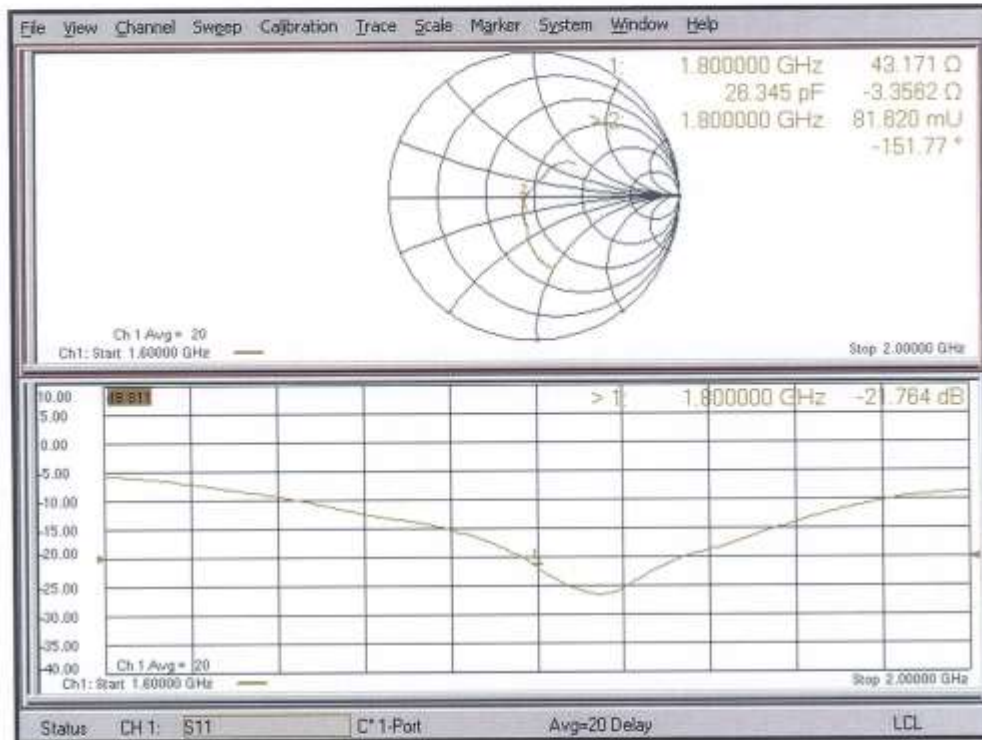 File View Channel Sweep Calibration Trace Scale Marker System Window Help
1: 1.800000 GHz 43.171 Ω
28.345 pF -3.3562 Ω
> 2: 1.800000 GHz 81.620 mU
-151.77 °
2
Ch 1 Avg = 20
Ch1: Start 1.60000 GHz
Stop 2.00000 GHz
10.00
> 1: 1.800000 GHz -21.764 dB
5.00
0.00
-5.00
-10.00
-15.00
-20.00
1
-25.00
-30.00
-35.00
-40.00
Ch 1 Avg = 20
Ch1: Start 1.60000 GHz
Stop 2.00000 GHz
Status CH 1: S11 C* 1-Port Avg=20 Delay LCL